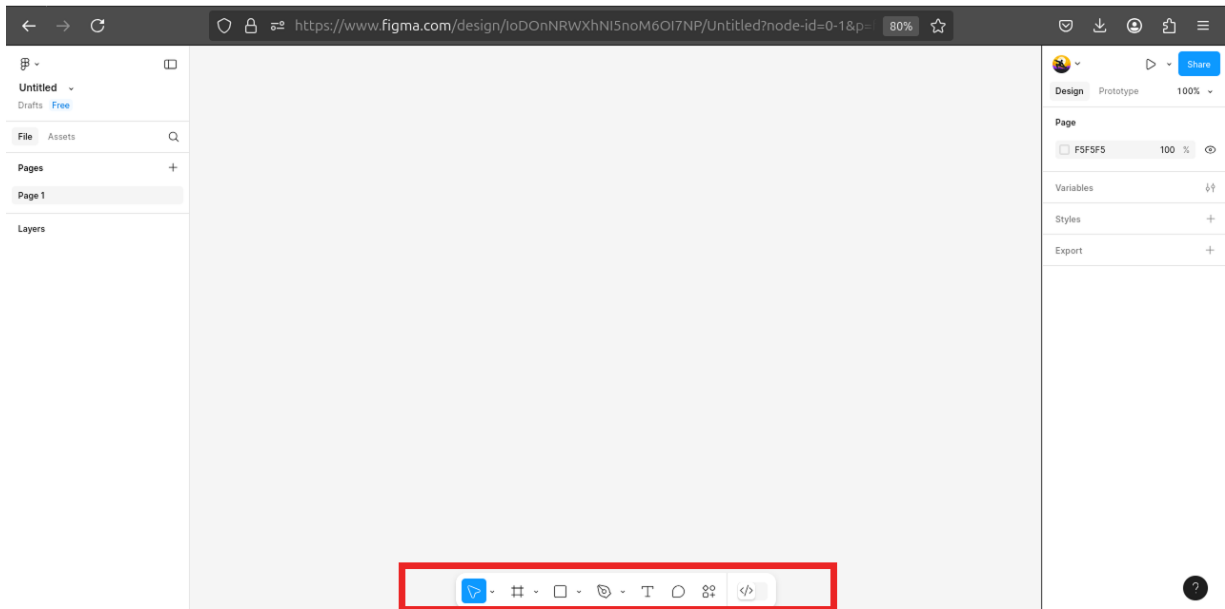 https://www.figma.com/design/IoDOnNRWXhNI5noM6OI7NP/Untitled?node-id=0-1&p= 80%
Untitled
Drafts Free
File Assets
Pages
Page 1
Layers
Share
Design Prototype 100%
Page
F5F5F5 100 %
Variables
Styles
Export
T
</>
?